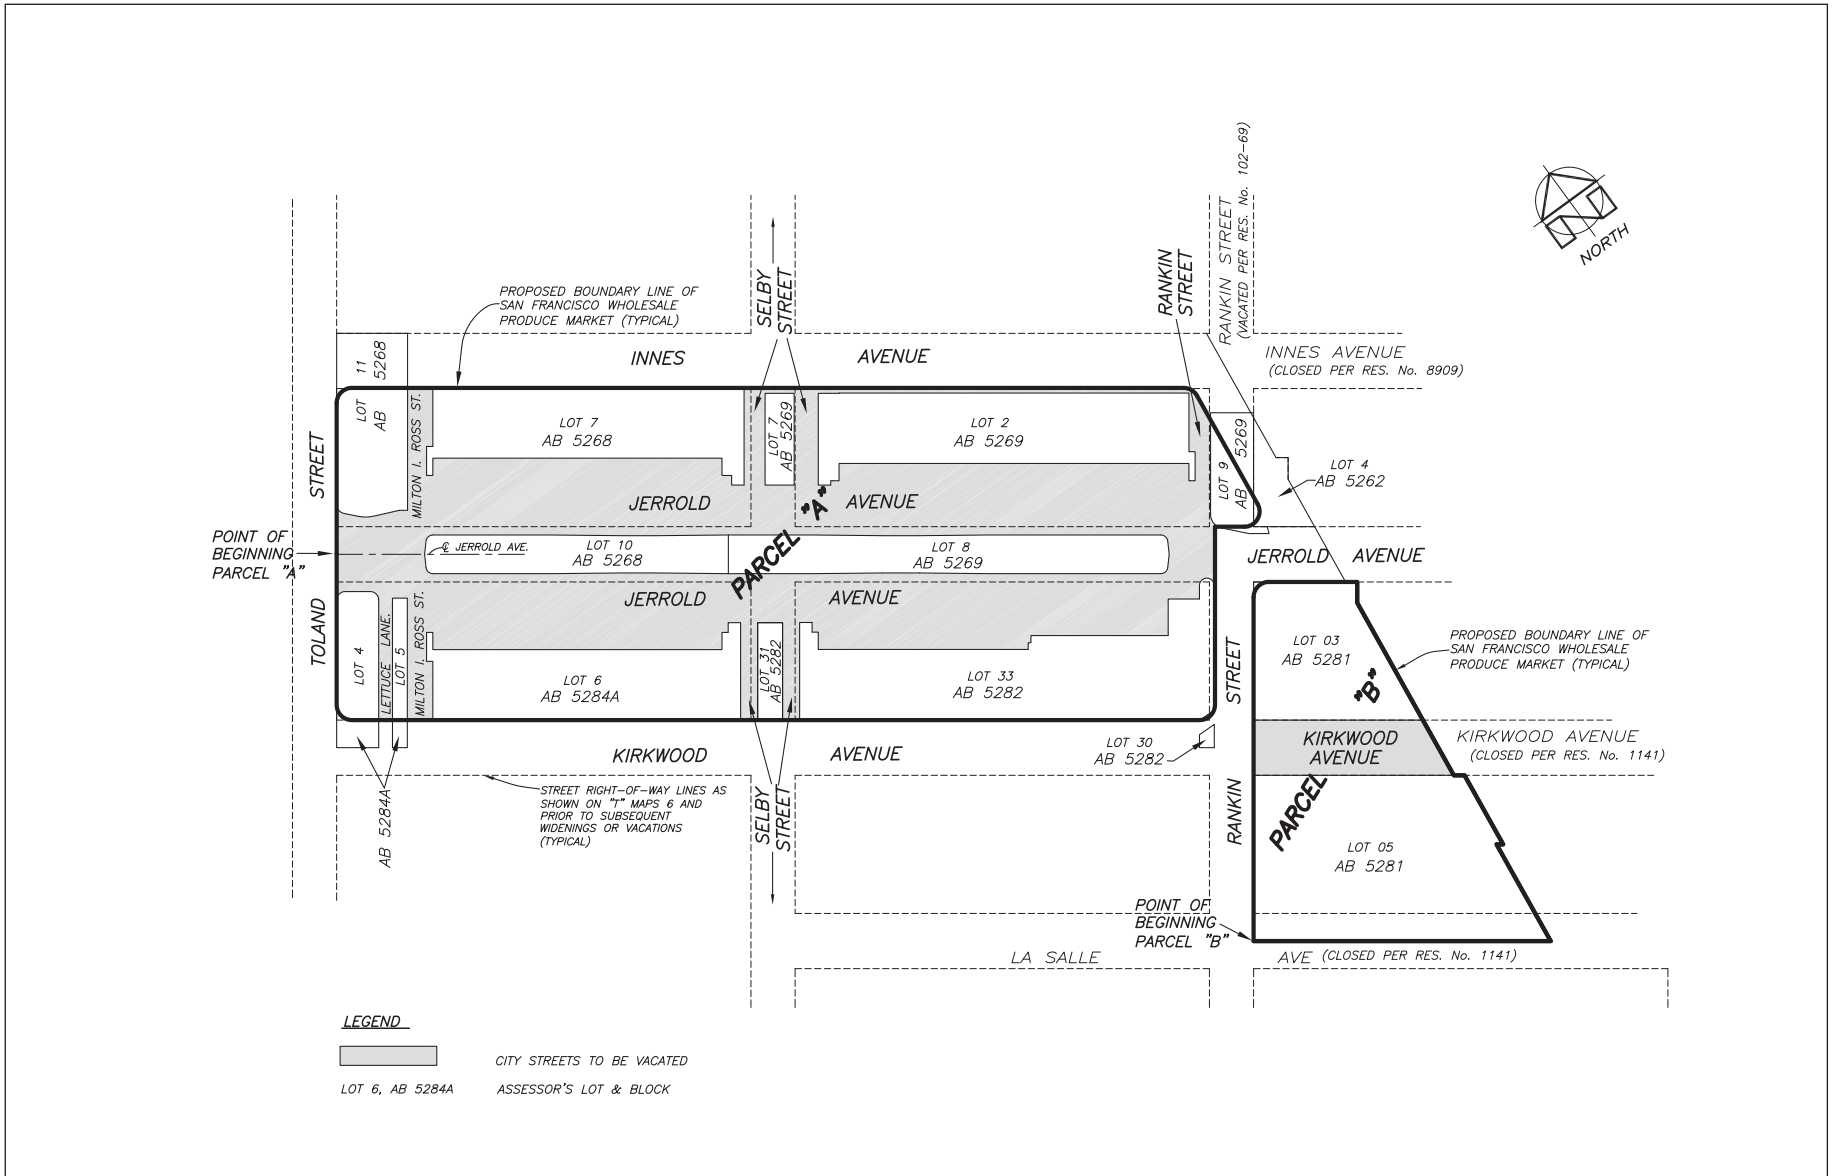 RANKIN STREET
(VACATED PER RES. No. 102-69)
NORTH
SELBY
STREET
RANKIN
STREET
PROPOSED BOUNDARY LINE OF
SAN FRANCISCO WHOLESALE
PRODUCE MARKET (TYPICAL)
INNES AVENUE
INNES AVENUE
(CLOSED PER RES. No. 8909)
LOT 11
AB 5268
MILTON I. ROSS ST.
LOT 7
AB 5268
LOT 7
AB 5269
LOT 2
AB 5269
LOT 9
AB 5269
LOT 4
AB 5262
STREET
JERROLD AVENUE
PARCEL "A"
POINT OF
BEGINNING
PARCEL "A"
℄ JERROLD AVE.
LOT 10
AB 5268
LOT 8
AB 5269
JERROLD AVENUE
JERROLD AVENUE
TOLAND
LOT 4
LETTUCE LANE.
LOT 5
MILTON I. ROSS ST.
LOT 6
AB 5284A
LOT 31
AB 5282
LOT 33
AB 5282
STREET
LOT 03
AB 5281
"B"
PROPOSED BOUNDARY LINE OF
SAN FRANCISCO WHOLESALE
PRODUCE MARKET (TYPICAL)
KIRKWOOD AVENUE
LOT 30
AB 5282
KIRKWOOD
AVENUE
KIRKWOOD AVENUE
(CLOSED PER RES. No. 1141)
AB 5284A
STREET RIGHT-OF-WAY LINES AS
SHOWN ON "T" MAPS 6 AND
PRIOR TO SUBSEQUENT
WIDENINGS OR VACATIONS
(TYPICAL)
SELBY
STREET
RANKIN
PARCEL
LOT 05
AB 5281
POINT OF
BEGINNING
PARCEL "B"
LA SALLE AVE (CLOSED PER RES. No. 1141)
LEGEND
CITY STREETS TO BE VACATED
LOT 6, AB 5284A ASSESSOR'S LOT & BLOCK